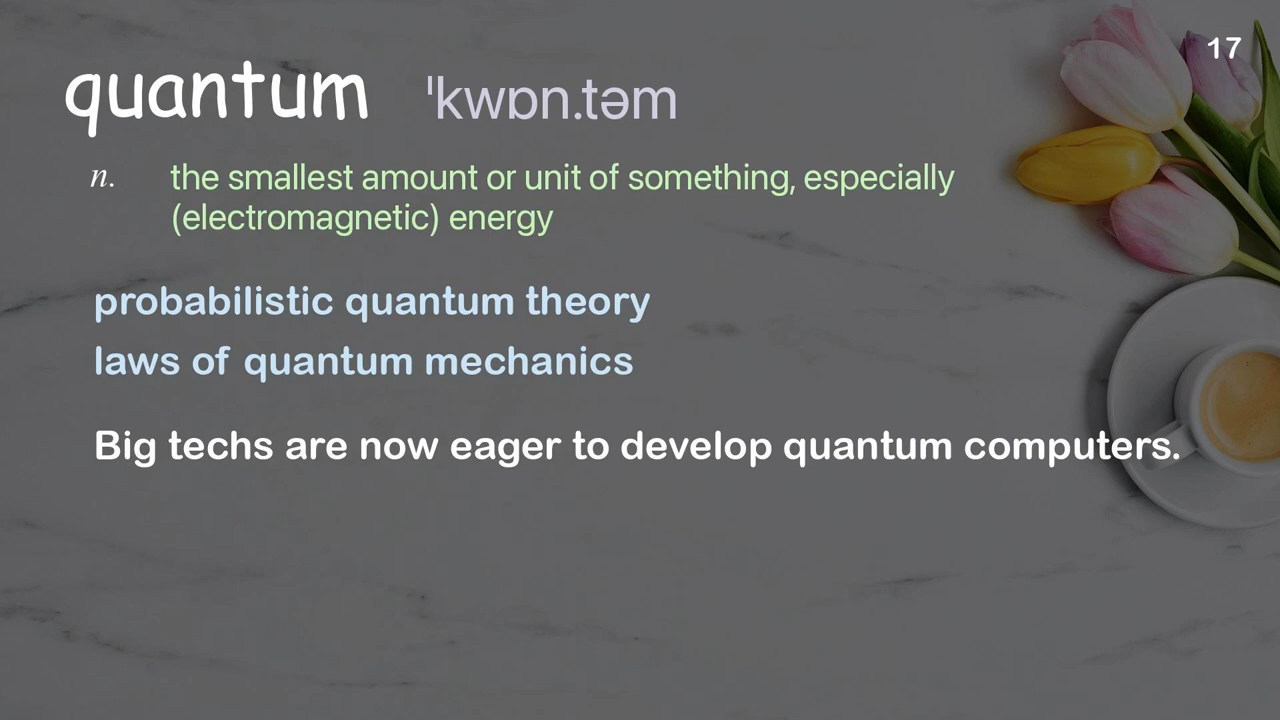 17
quantum ˈkwɒn.təm
n. the smallest amount or unit of something, especially
(electromagnetic) energy
probabilistic quantum theory
laws of quantum mechanics
Big techs are now eager to develop quantum computers.